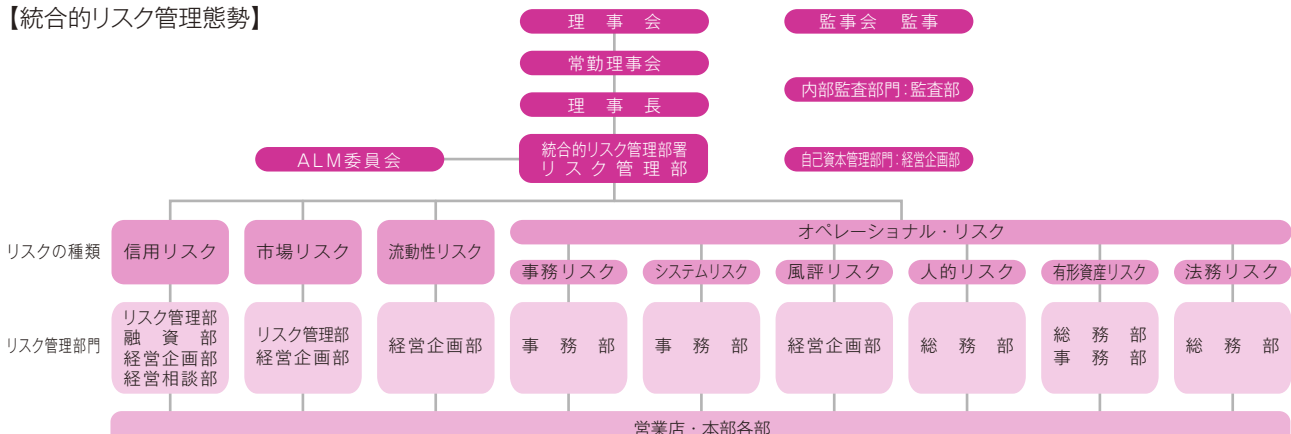 【統合的リスク管理態勢】
理事会
監事会 監事
常勤理事会
内部監査部門：監査部
理事長
ALM委員会
統合的リスク管理部署
リスク管理部
自己資本管理部門：経営企画部
リスクの種類
信用リスク
市場リスク
流動性リスク
オペレーショナル・リスク
事務リスク
システムリスク
風評リスク
人的リスク
有形資産リスク
法務リスク
リスク管理部門
リスク管理部
融資部
経営企画部
経営相談部
リスク管理部
経営企画部
経営企画部
事務部
事務部
経営企画部
総務部
総務部
事務部
総務部
営業店・本部各部